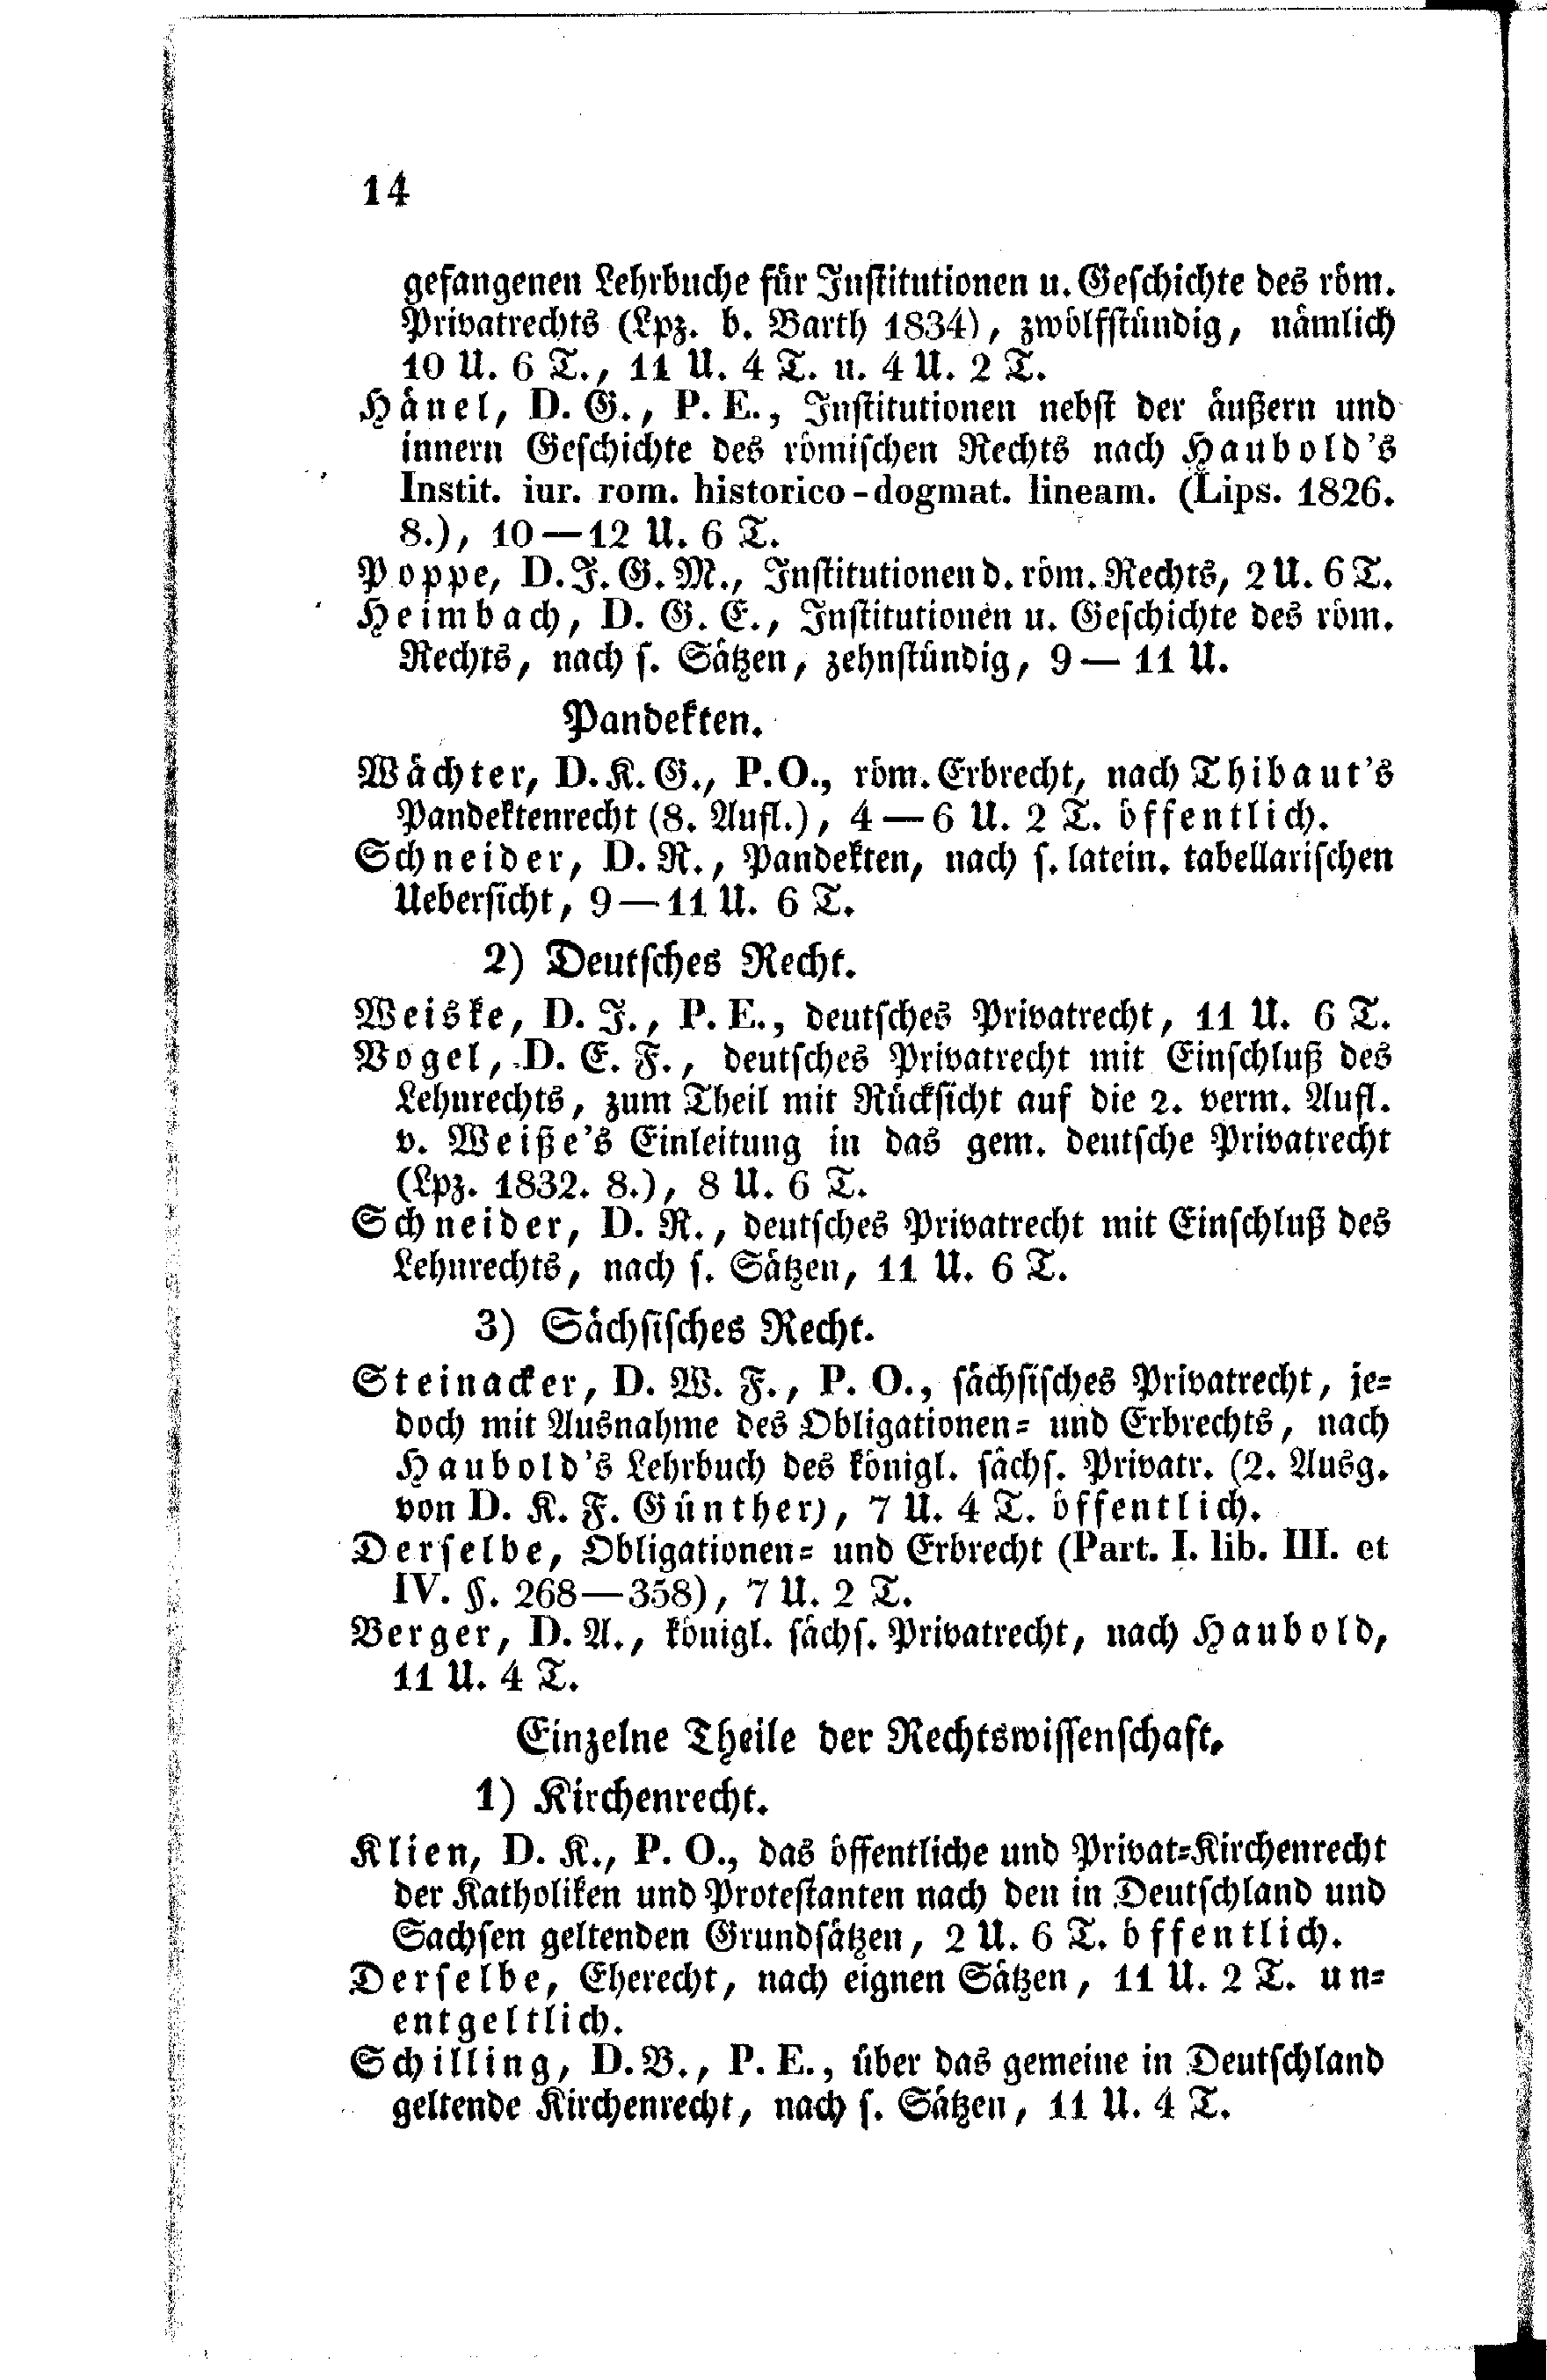 14
gefangenen Lehrbuche für Institutionen u. Geschichte des röm.
Privatrechts (Lpz. b. Barth 1834), zwölfstündig, nämlich
10 U. 6 T., 11 U. 4 T. u. 4 U. 2 T.
Hänel, D. G., P. E., Institutionen nebst der äußern und
innern Geschichte des römischen Rechts nach Haubold's
Instit. iur. rom. historico-dogmat. lineam. (Lips. 1826.
8.), 10—12 U. 6 T.
Poppe, D. J. G. M., Institutionen d. röm. Rechts, 2 U. 6 T.
Heimbach, D. G. E., Institutionen u. Geschichte des röm.
Rechts, nach s. Sätzen, zehnstündig, 9—11 U.
Pandekten.
Wächter, D. K. G., P. O., röm. Erbrecht, nach Thibaut's
Pandektenrecht (8. Aufl.), 4—6 U. 2 T. öffentlich.
Schneider, D. R., Pandekten, nach s. latein. tabellarischen
Uebersicht, 9—11 U. 6 T.
2) Deutsches Recht.
Weiske, D. J., P. E., deutsches Privatrecht, 11 U. 6 T.
Vogel, D. E. F., deutsches Privatrecht mit Einschluß des
Lehnrechts, zum Theil mit Rücksicht auf die 2. verm. Aufl.
v. Weiße's Einleitung in das gem. deutsche Privatrecht
(Lpz. 1832. 8.), 8 U. 6 T.
Schneider, D. R., deutsches Privatrecht mit Einschluß des
Lehnrechts, nach s. Sätzen, 11 U. 6 T.
3) Sächsisches Recht.
Steinacker, D. W. F., P. O., sächsisches Privatrecht, je-
doch mit Ausnahme des Obligationen- und Erbrechts, nach
Haubold's Lehrbuch des königl. sächs. Privatr. (2. Ausg.
von D. K. F. Günther), 7 U. 4 T. öffentlich.
Derselbe, Obligationen- und Erbrecht (Part. I. lib. III. et
IV. §. 268—358), 7 U. 2 T.
Berger, D. A., königl. sächs. Privatrecht, nach Haubold,
11 U. 4 T.
Einzelne Theile der Rechtswissenschaft.
1) Kirchenrecht.
Klien, D. K., P. O., das öffentliche und Privat-Kirchenrecht
der Katholiken und Protestanten nach den in Deutschland und
Sachsen geltenden Grundsätzen, 2 U. 6 T. öffentlich.
Derselbe, Eherecht, nach eignen Sätzen, 11 U. 2 T. un-
entgeltlich.
Schilling, D. B., P. E., über das gemeine in Deutschland
geltende Kirchenrecht, nach s. Sätzen, 11 U. 4 T.